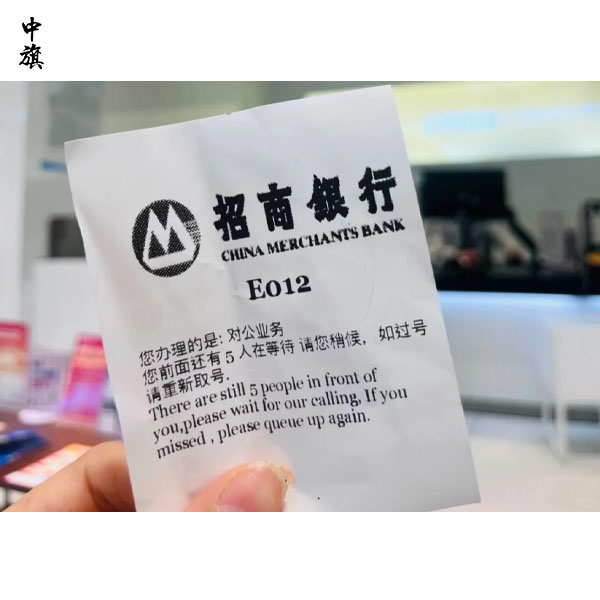 中旗
招商銀行
CHINA MERCHANTS BANK
E012
您办理的是: 对公业务
您前面还有 5 人在等待 请您稍候，如过号
请重新取号.
There are still 5 people in front of
you,please wait for our calling, If you
missed , please queue up again.